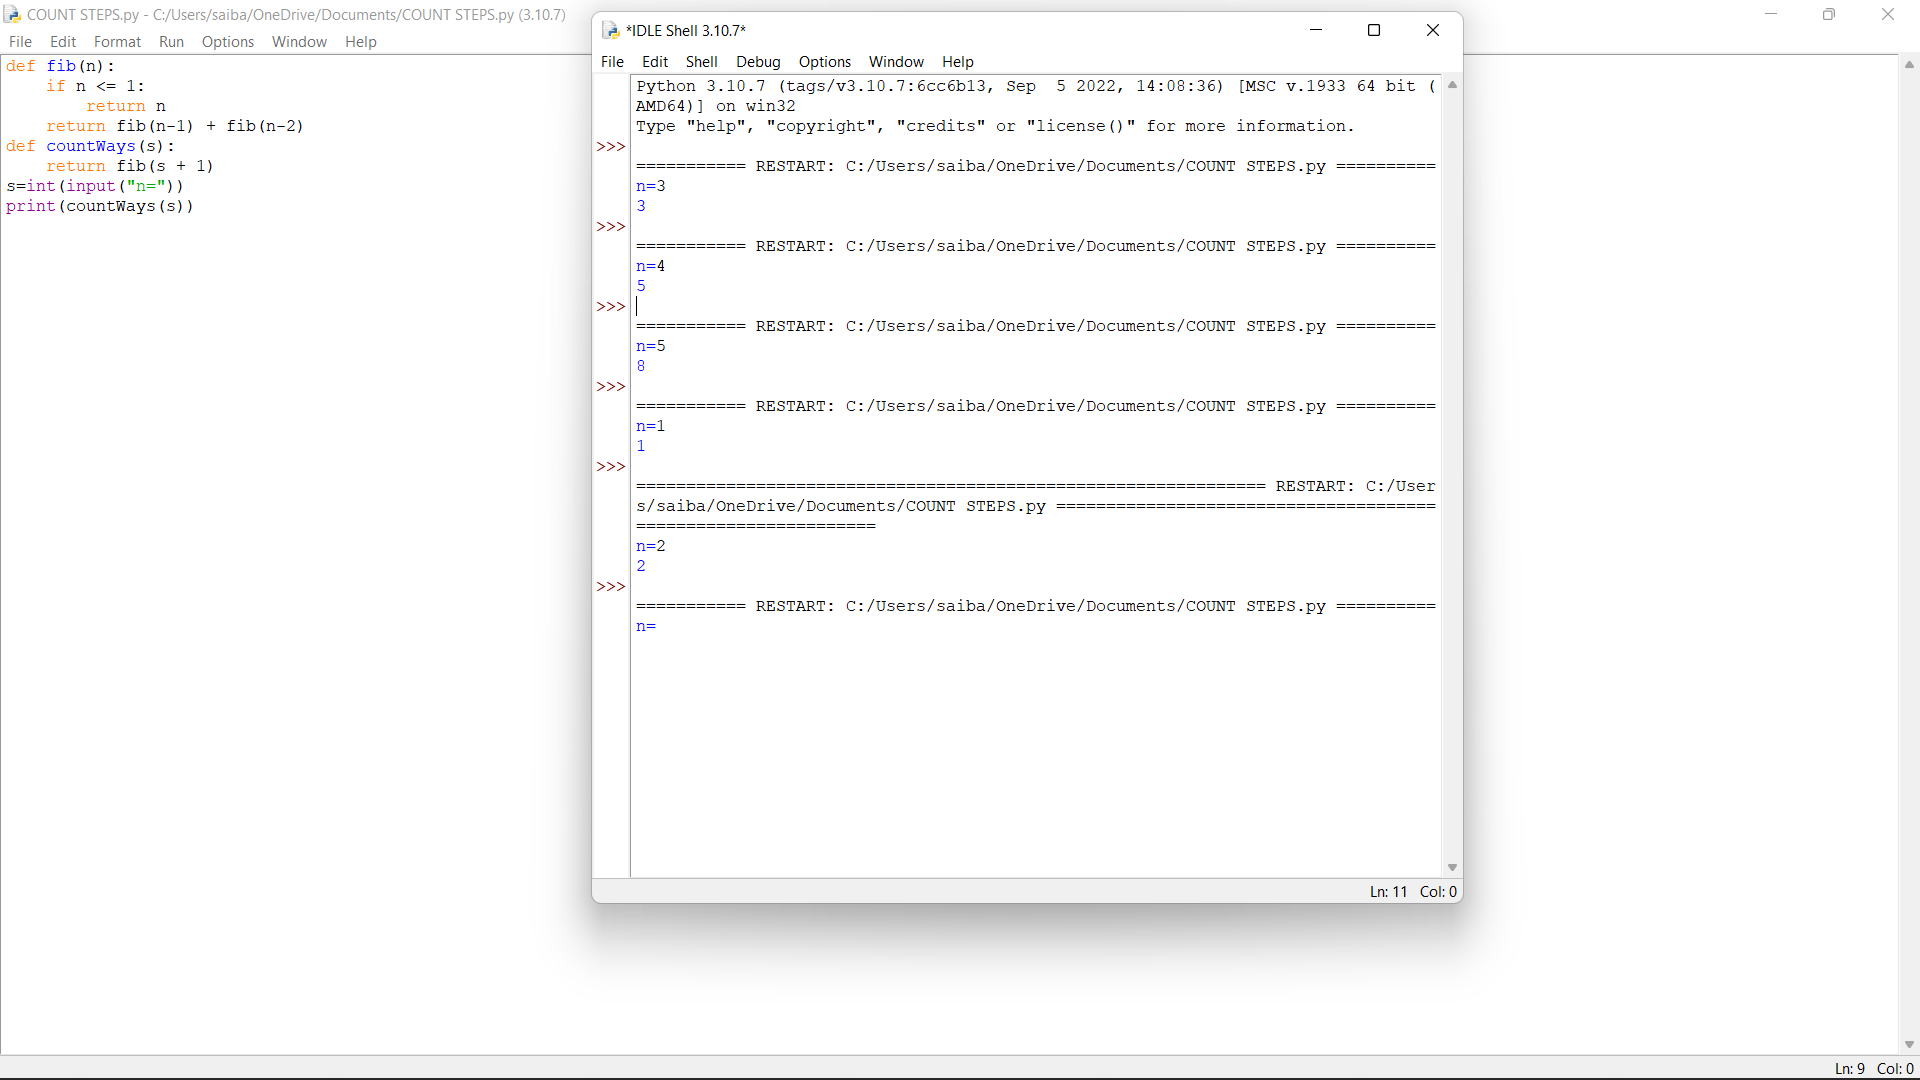 COUNT STEPS.py - C:/Users/saiba/OneDrive/Documents/COUNT STEPS.py (3.10.7)
File Edit Format Run Options Window Help
def fib(n):
    if n <= 1:
        return n
    return fib(n-1) + fib(n-2)
def countWays(s):
    return fib(s + 1)
s=int(input("n="))
print(countWays(s))
*IDLE Shell 3.10.7*
File Edit Shell Debug Options Window Help
Python 3.10.7 (tags/v3.10.7:6cc6b13, Sep  5 2022, 14:08:36) [MSC v.1933 64 bit (
AMD64)] on win32
Type "help", "copyright", "credits" or "license()" for more information.
>>>
=========== RESTART: C:/Users/saiba/OneDrive/Documents/COUNT STEPS.py ==========
n=3
3
>>>
=========== RESTART: C:/Users/saiba/OneDrive/Documents/COUNT STEPS.py ==========
n=4
5
>>>
=========== RESTART: C:/Users/saiba/OneDrive/Documents/COUNT STEPS.py ==========
n=5
8
>>>
=========== RESTART: C:/Users/saiba/OneDrive/Documents/COUNT STEPS.py ==========
n=1
1
>>>
=============================================================== RESTART: C:/User
s/saiba/OneDrive/Documents/COUNT STEPS.py ======================================
========================
n=2
2
>>>
=========== RESTART: C:/Users/saiba/OneDrive/Documents/COUNT STEPS.py ==========
n=
Ln: 11 Col: 0
Ln: 9 Col: 0